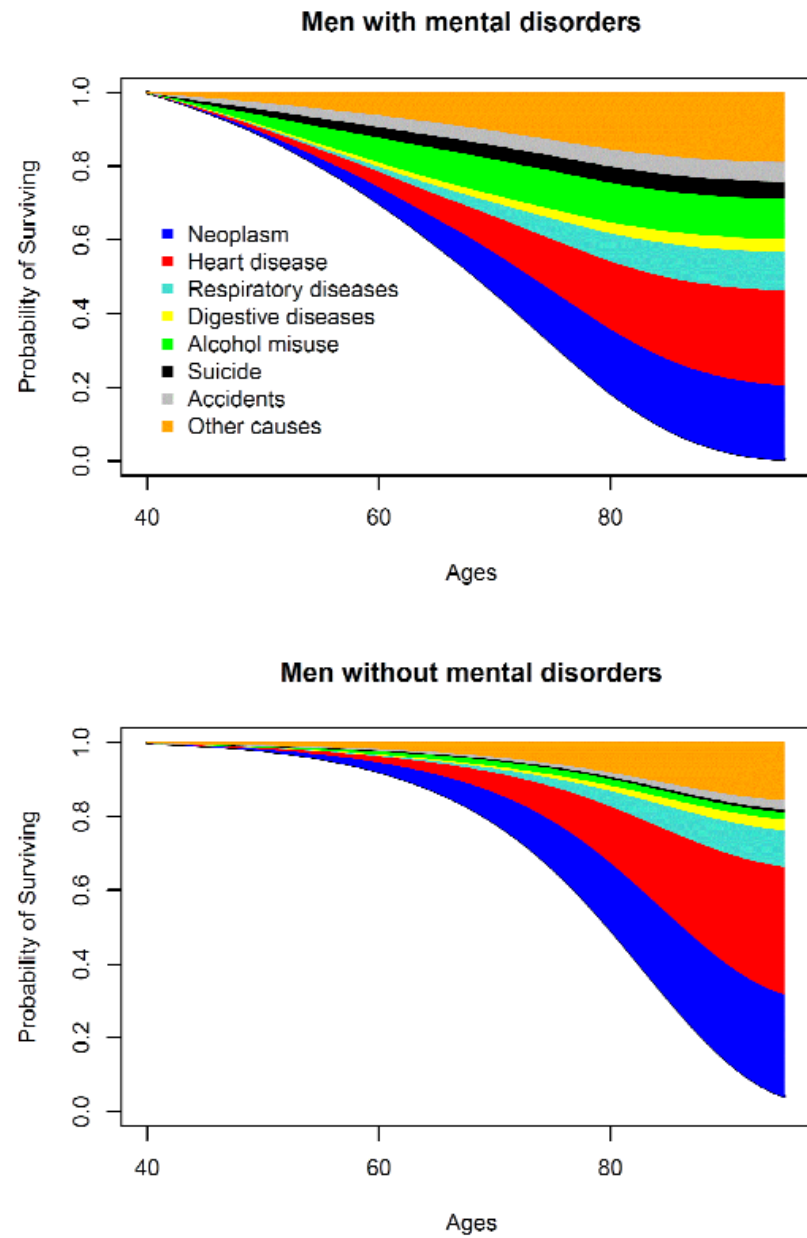 Men with mental disorders
Probability of Surviving
1.0
0.8
0.6
0.4
0.2
0.0
Neoplasm
Heart disease
Respiratory diseases
Digestive diseases
Alcohol misuse
Suicide
Accidents
Other causes
40 60 80
Ages
Men without mental disorders
Probability of Surviving
1.0
0.8
0.6
0.4
0.2
0.0
40 60 80
Ages